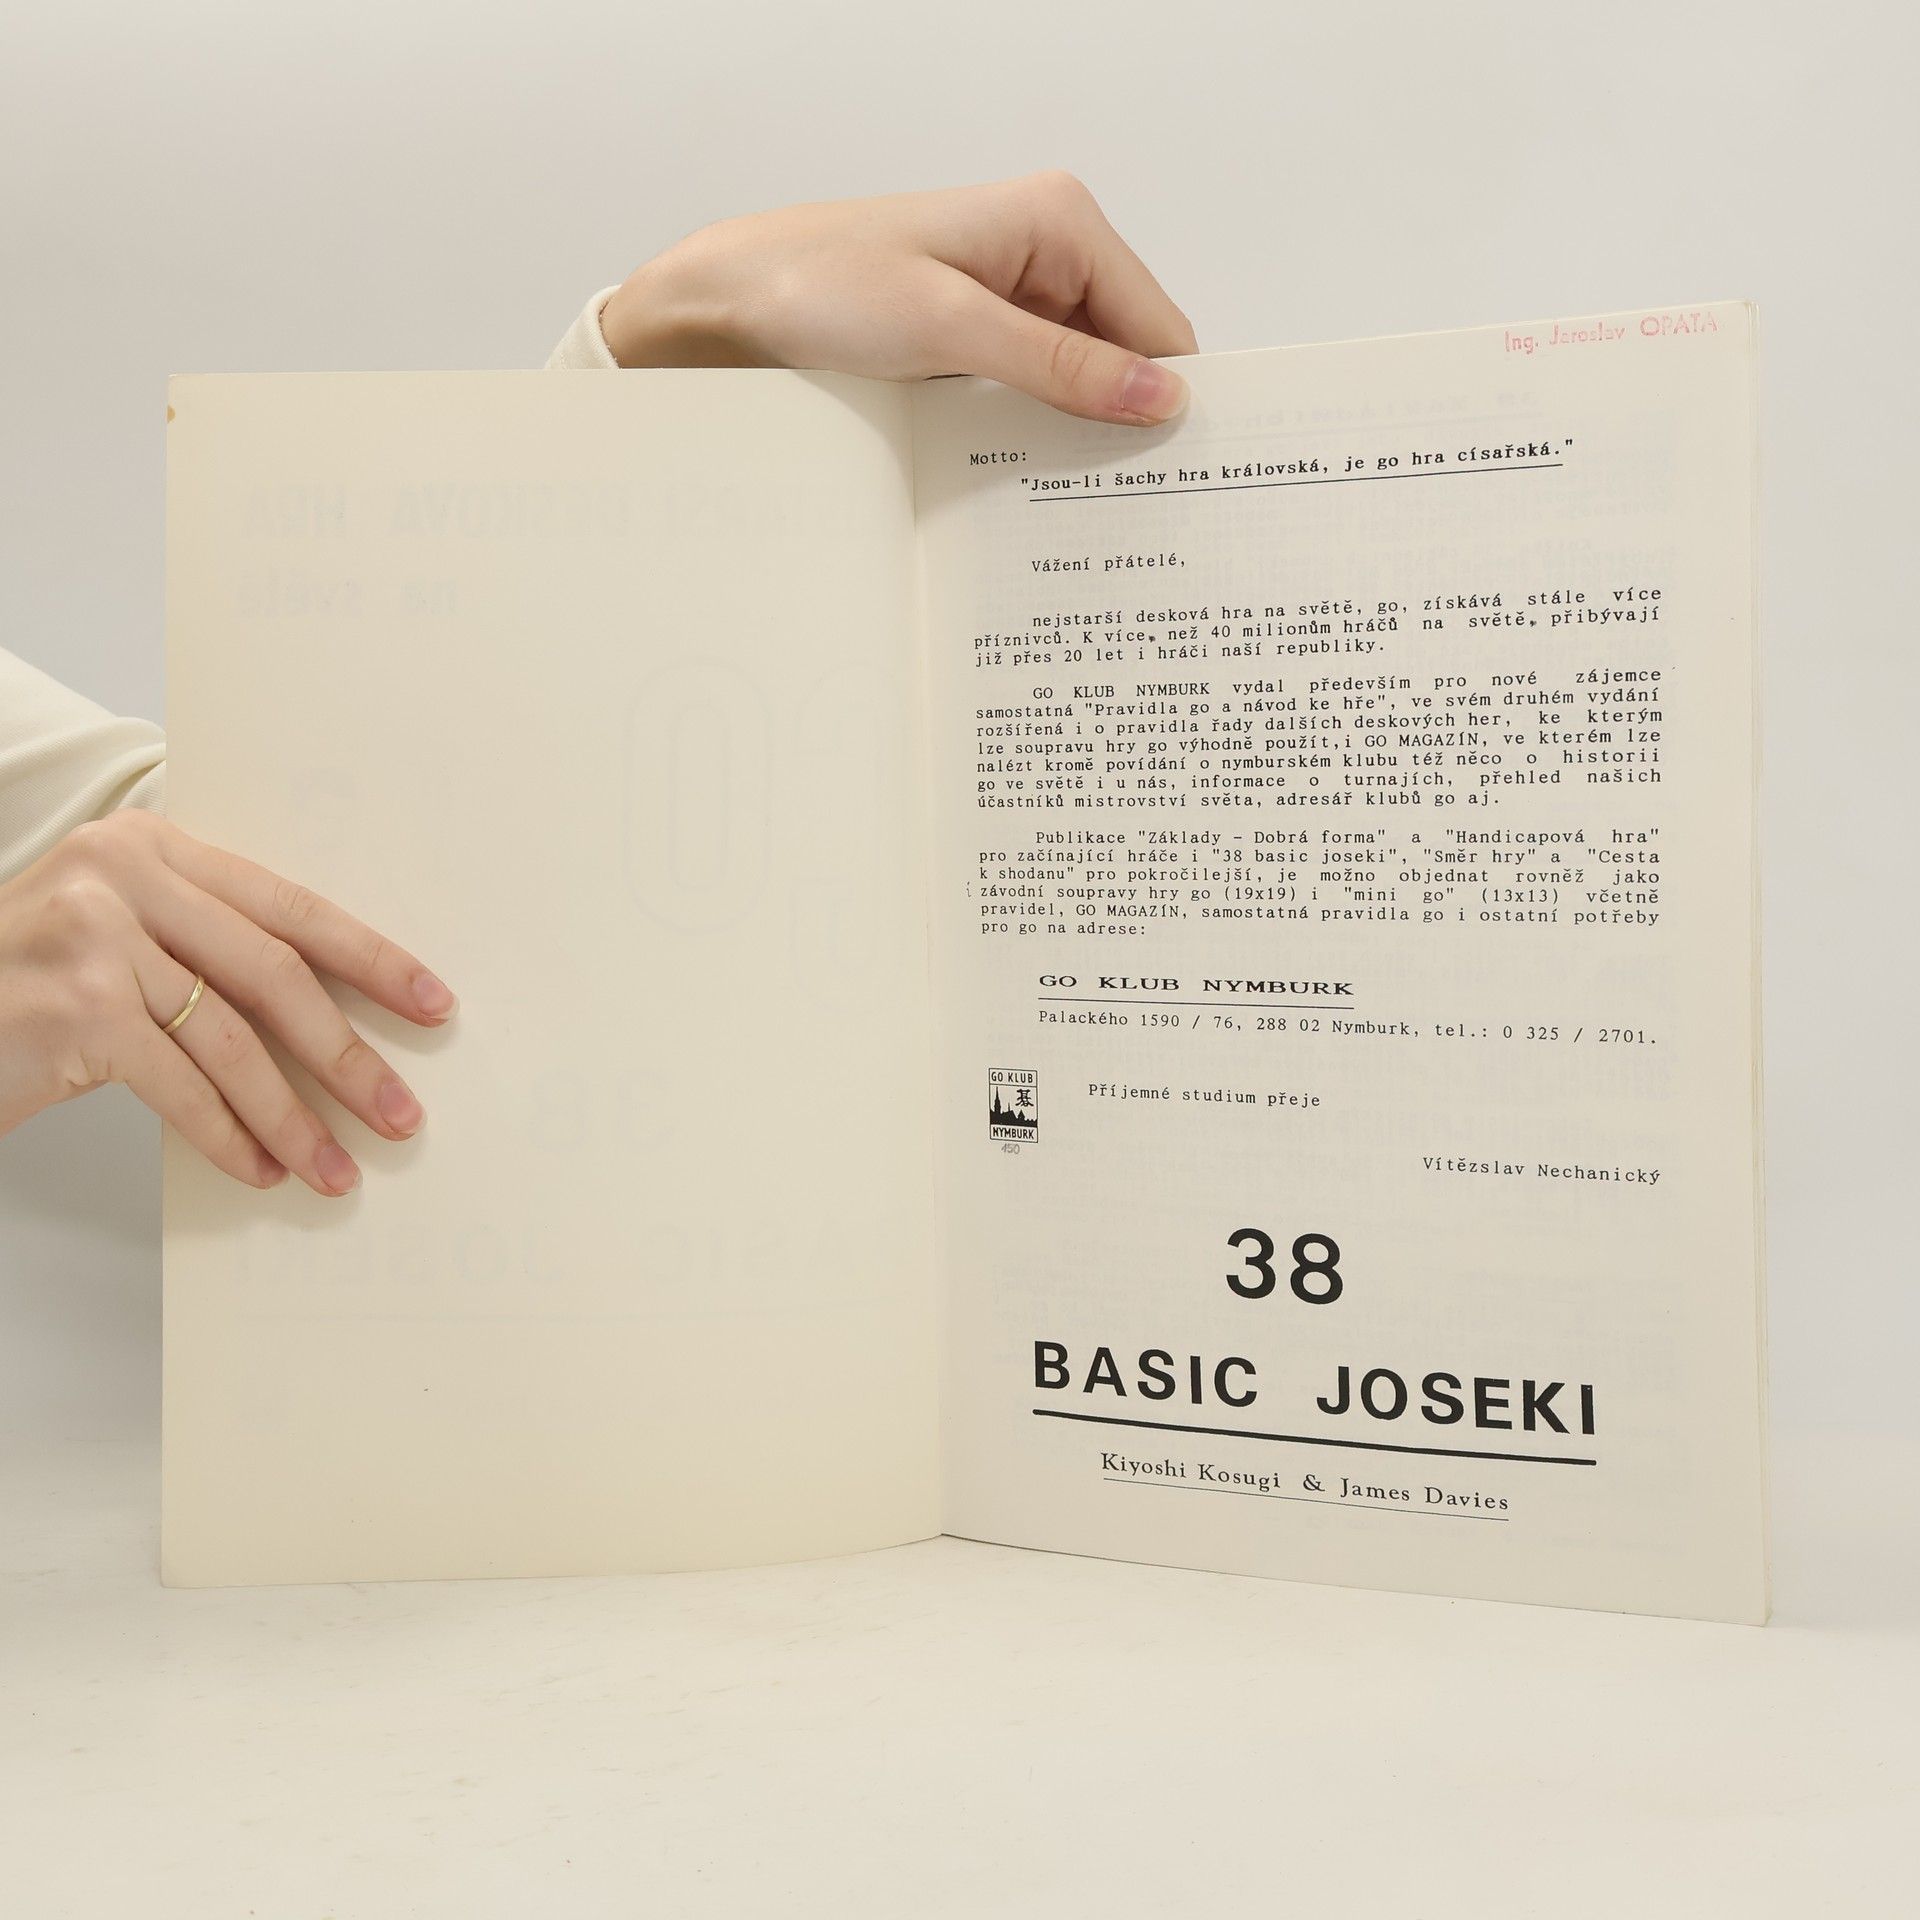 Ing. Jaroslav OPATA
Motto:
"Jsou-li šachy hra královská, je go hra císařská."
Vážení přátelé,
nejstarší desková hra na světě, go, získává stále více
příznivců. K více, než 40 milionům hráčů na světě, přibývají
již přes 20 let i hráči naší republiky.
GO KLUB NYMBURK vydal především pro nové zájemce
samostatná "Pravidla go a návod ke hře", ve svém druhém vydání
rozšířená i o pravidla řady dalších deskových her, ke kterým
lze soupravu hry go výhodně použít,i GO MAGAZÍN, ve kterém lze
nalézt kromě povídání o nymburském klubu též něco o historii
go ve světě i u nás, informace o turnajích, přehled našich
účastníků mistrovství světa, adresář klubů go aj.
Publikace "Základy - Dobrá forma" a "Handicapová hra"
pro začínající hráče i "38 basic joseki", "Směr hry" a "Cesta
k shodanu" pro pokročilejší, je možno objednat rovněž jako
závodní soupravy hry go (19x19) i "mini go" (13x13) včetně
pravidel, GO MAGAZÍN, samostatná pravidla go i ostatní potřeby
pro go na adrese:
GO KLUB NYMBURK
Palackého 1590 / 76, 288 02 Nymburk, tel.: 0 325 / 2701.
GO KLUB
碁
NYMBURK
150
Příjemné studium přeje
Vítězslav Nechanický
38
BASIC JOSEKI
Kiyoshi Kosugi & James Davies